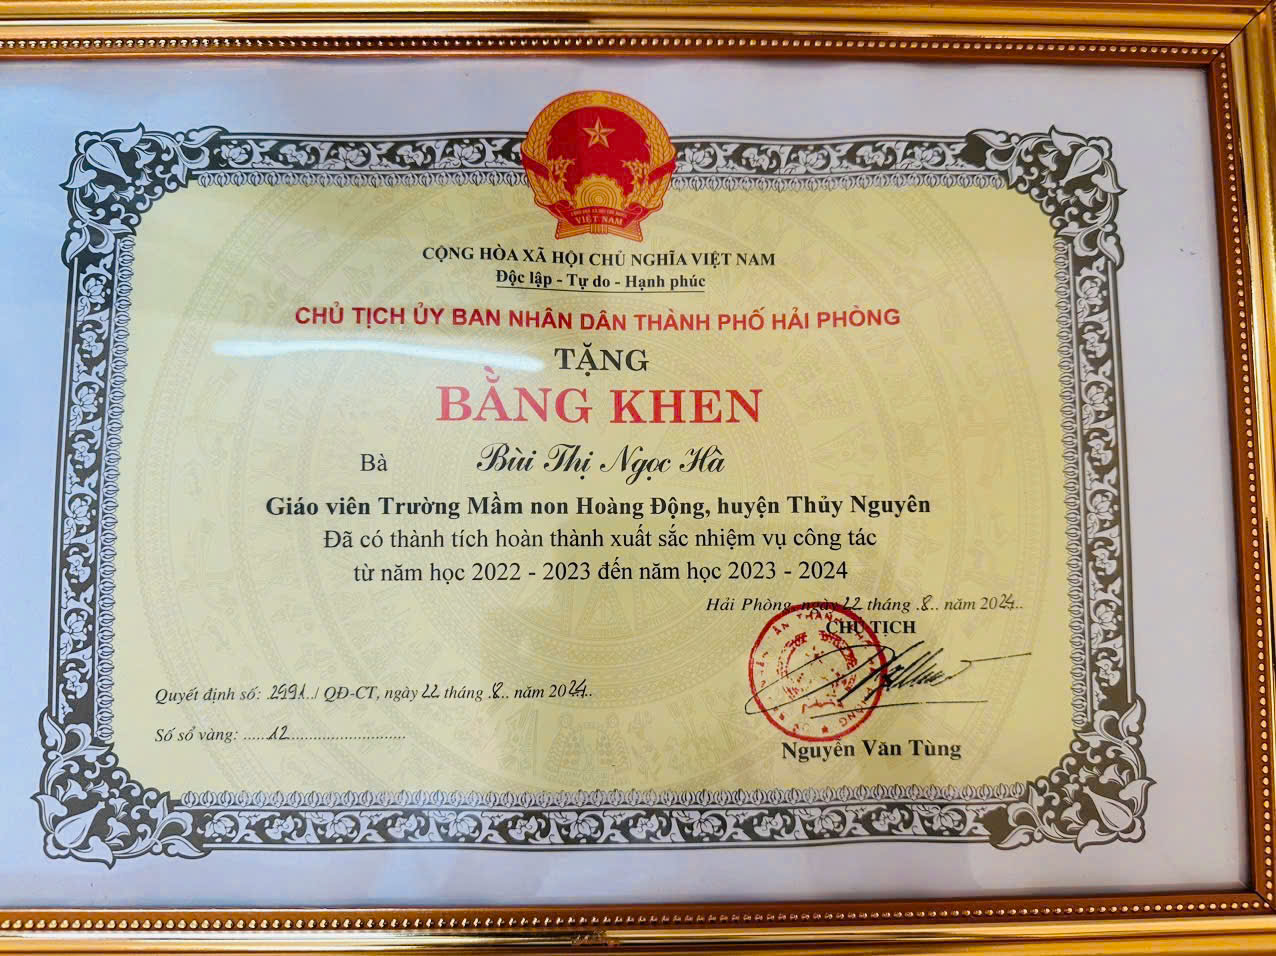 VIỆT NAM
CỘNG HÒA XÃ HỘI CHỦ NGHĨA VIỆT NAM
Độc lập - Tự do - Hạnh phúc
CHỦ TỊCH ỦY BAN NHÂN DÂN THÀNH PHỐ HẢI PHÒNG
TẶNG
BẰNG KHEN
Bà Bùi Thị Ngọc Hà
Giáo viên Trường Mầm non Hoàng Động, huyện Thủy Nguyên
Đã có thành tích hoàn thành xuất sắc nhiệm vụ công tác
từ năm học 2022 - 2023 đến năm học 2023 - 2024
Hải Phòng, ngày 22 tháng .8.. năm 2024..
CHỦ TỊCH
Quyết định số: .2991../ QĐ-CT, ngày 22 tháng .8.. năm 2024..
Số sổ vàng: ......12............................
Nguyễn Văn Tùng